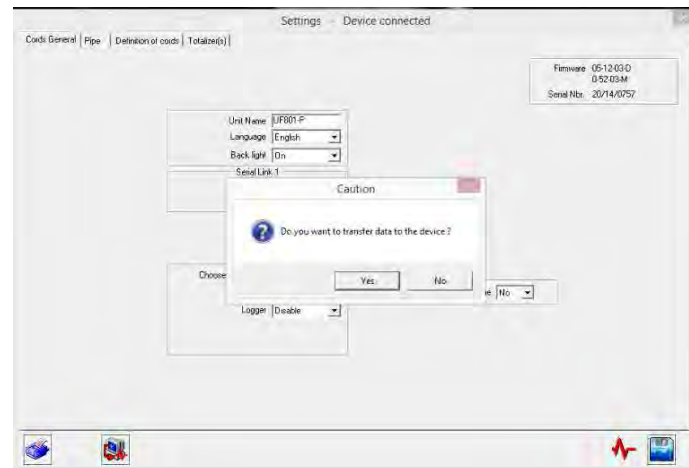 Settings - Device connected
Cords General | Pipe | Definition of cords | Totalizer(s) |
Firmware 05-12-03-D
0-52-03-M
Serial Nbr. 20/14/0757
Unit Name UF801-P
Language English
Back light On
Serial Link 1
Caution
Do you want to transfer data to the device ?
Yes
No
Choose
No
Logger Disable